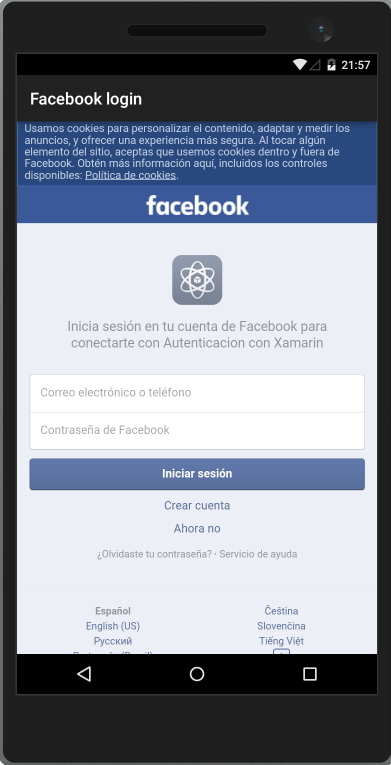 21:57
Facebook login
Usamos cookies para personalizar el contenido, adaptar y medir los
anuncios, y ofrecer una experiencia más segura. Al tocar algún
elemento del sitio, aceptas que usemos cookies dentro y fuera de
Facebook. Obtén más información aquí, incluidos los controles
disponibles: Política de cookies.
facebook
Inicia sesión en tu cuenta de Facebook para
conectarte con Autenticacion con Xamarin
Correo electrónico o teléfono
Contraseña de Facebook
Iniciar sesión
Crear cuenta
Ahora no
¿Olvidaste tu contraseña? · Servicio de ayuda
Español Čeština
English (US) Slovenčina
Русский Tiếng Việt